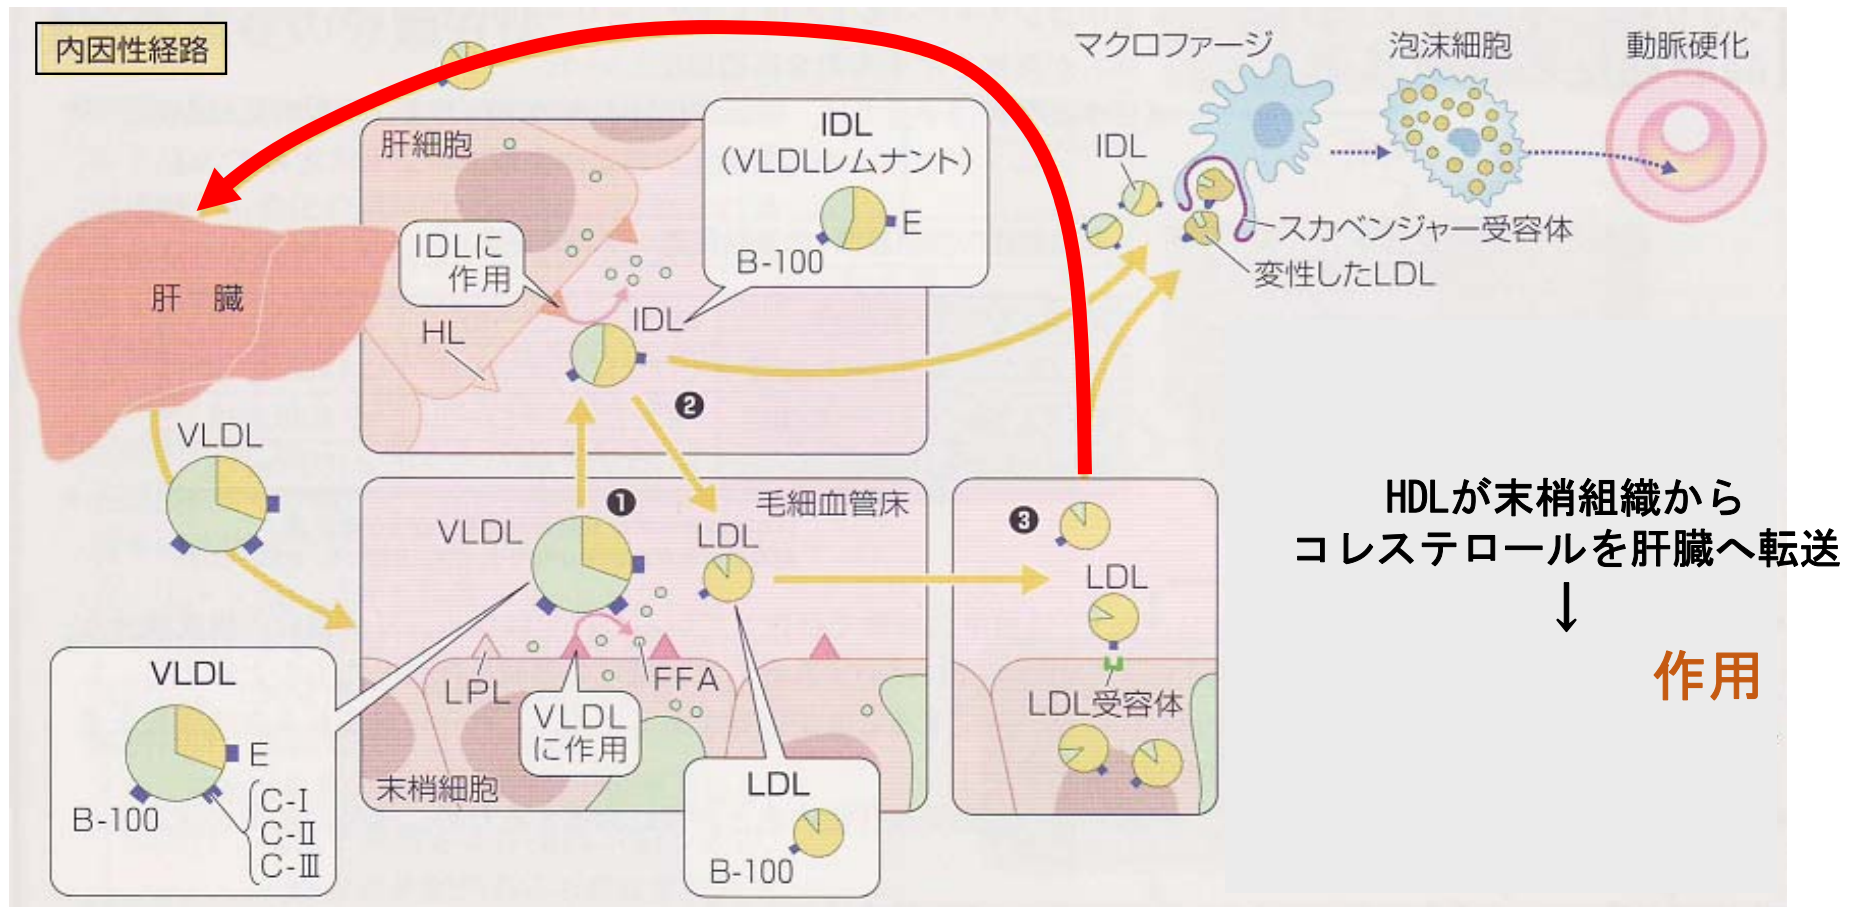 内因性経路
マクロファージ
泡沫細胞
動脈硬化
肝細胞
IDL
(VLDLレムナント)
E
B-100
IDL
スカベンジャー受容体
変性したLDL
IDLに
作用
肝 臓
HL
IDL
❷
VLDL
❶
毛細血管床
VLDL
LDL
❸
LDL
HDLが末梢組織から
コレステロールを肝臓へ転送
↓
作用
LPL
FFA
VLDL
に作用
LDL受容体
末梢細胞
VLDL
E
B-100
C-Ⅰ
C-Ⅱ
C-Ⅲ
LDL
B-100